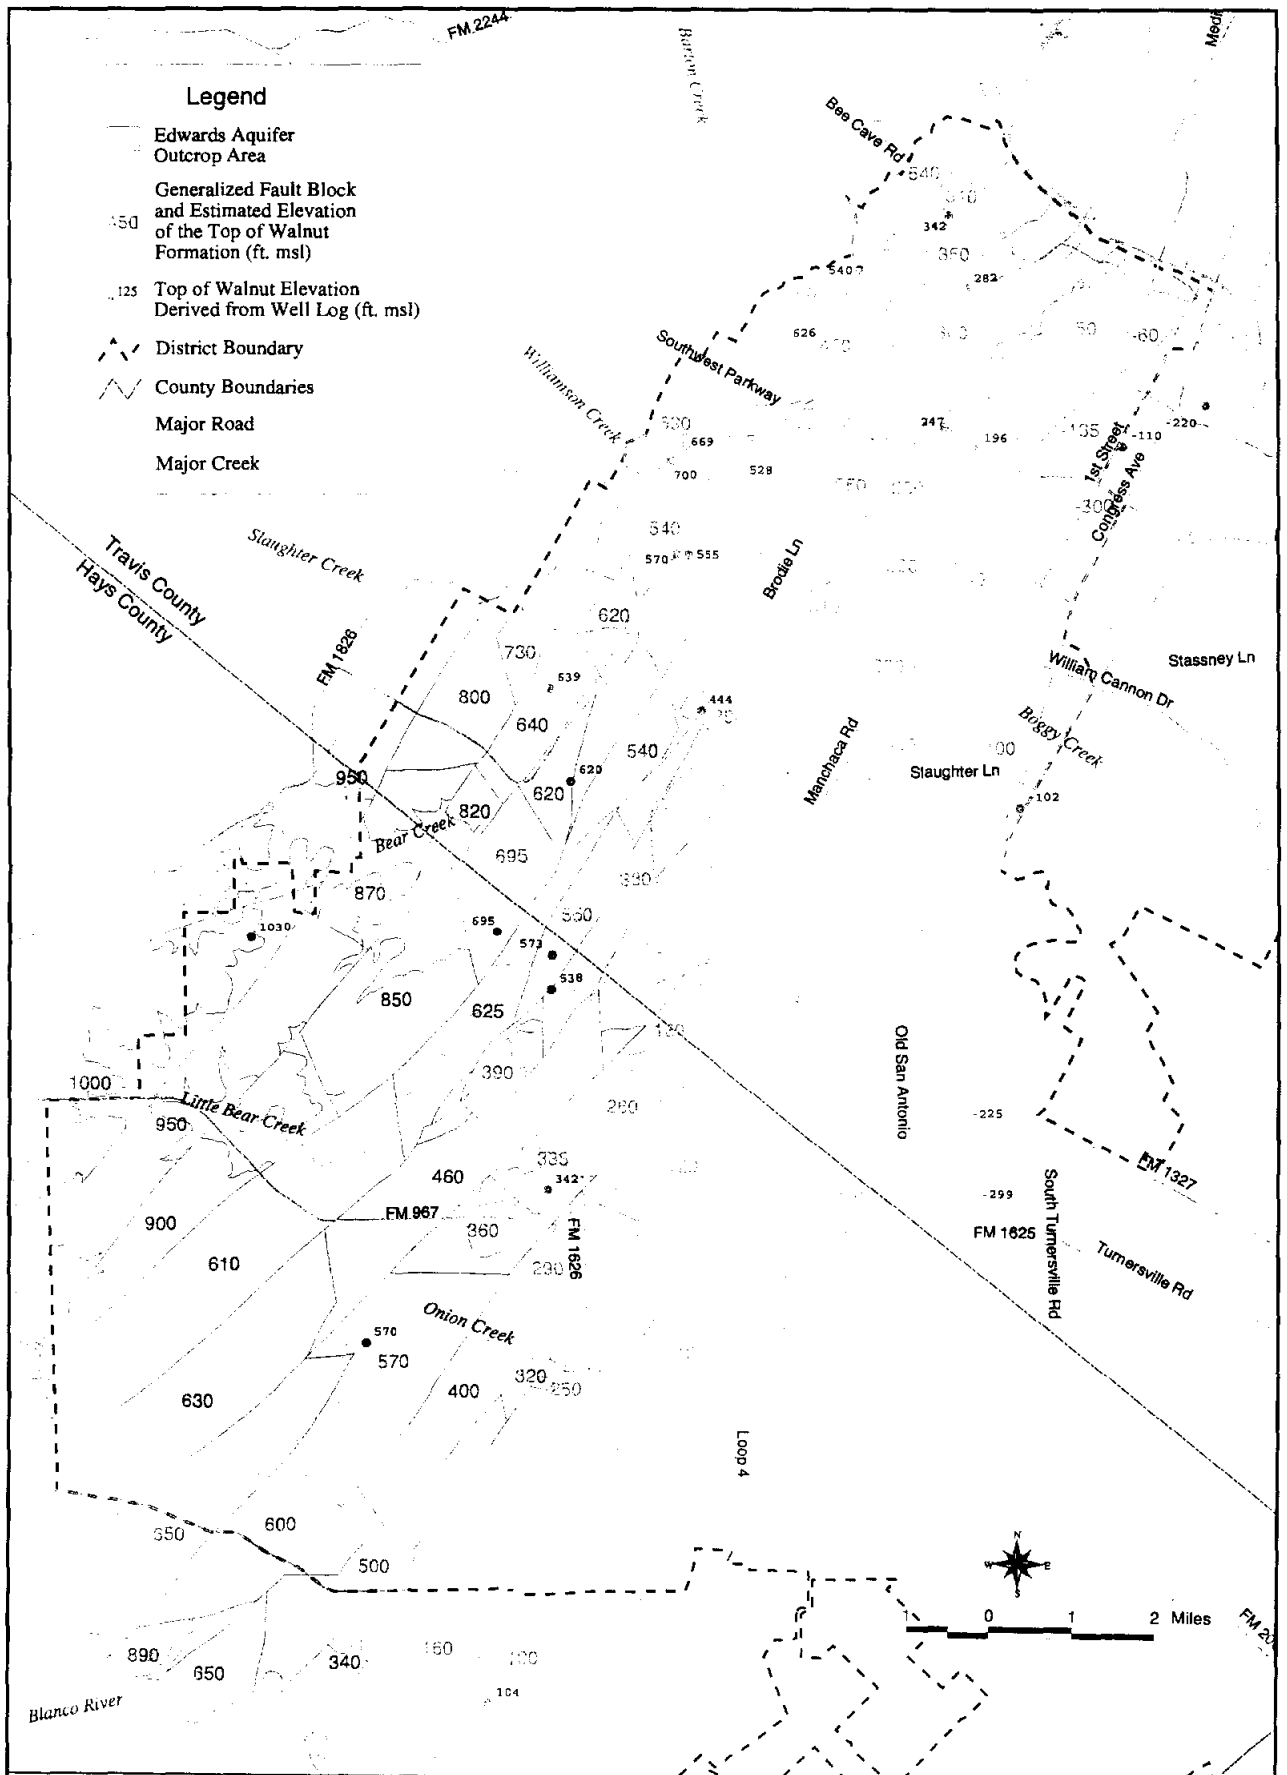 FM 2244
Barton Creek
Legend
Edwards Aquifer
Outcrop Area
Generalized Fault Block
and Estimated Elevation
of the Top of Walnut
Formation (ft. msl)
125 Top of Walnut Elevation
Derived from Well Log (ft. msl)
District Boundary
County Boundaries
Major Road
Major Creek
Bee Cave Rd
540
342
350
540?
282
626
-60
Southwest Parkway
Williamson Creek
669
700
528
247
196
-135
-110
-220
1st Street
Congress Ave
-300
540
570
555
Slaughter Creek
Travis County
Hays County
Brodie Ln
620
FM 1826
730
539
800
640
444
540
William Cannon Dr
Stassney Ln
Boggy Creek
Manchaca Rd
Slaughter Ln
950
620
620
820
-102
Bear Creek
695
330
870
550
1030
695
573
538
850
625
Old San Antonio
390
1000
Little Bear Creek
950
260
-225
335
460
342
FM 1327
-299
900
FM 967
360
FM 1626
FM 1625
South Turnersville Rd
Turnersville Rd
610
290
Onion Creek
570
570
320
250
400
630
Loop 4
600
500
N
W E
S
1 0 1 2 Miles
890
650
340
160
104
Blanco River